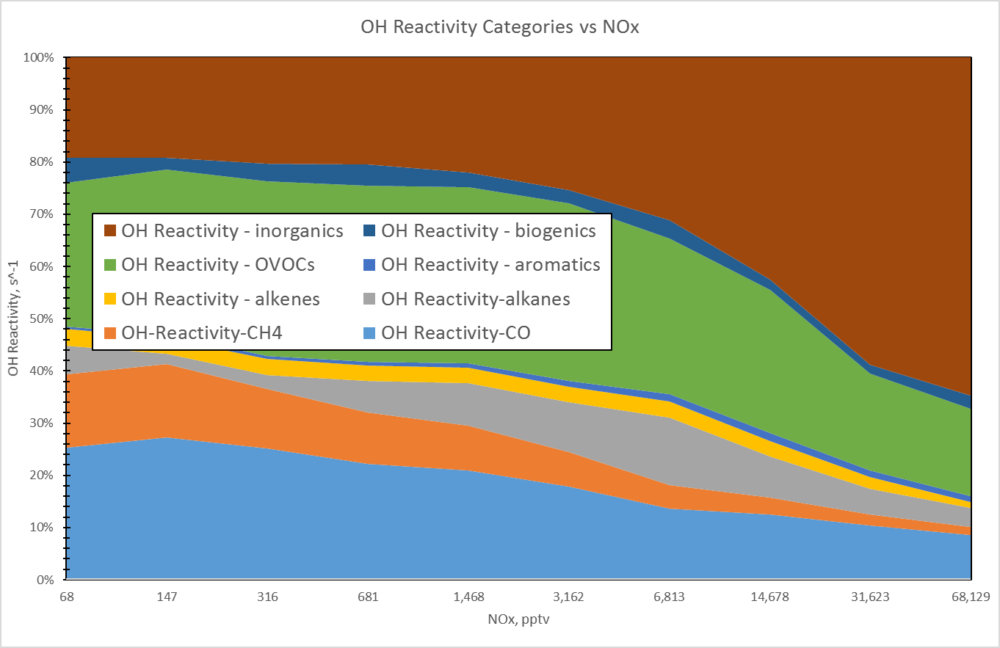 OH Reactivity Categories vs NOx
100%
90%
80%
70%
60%
50%
40%
30%
20%
10%
0%
OH Reactivity, s^-1
OH Reactivity - inorganics OH Reactivity - biogenics
OH Reactivity - OVOCs OH Reactivity - aromatics
OH Reactivity - alkenes OH Reactivity-alkanes
OH-Reactivity-CH4 OH Reactivity-CO
68 147 316 681 1,468 3,162 6,813 14,678 31,623 68,129
NOx, pptv